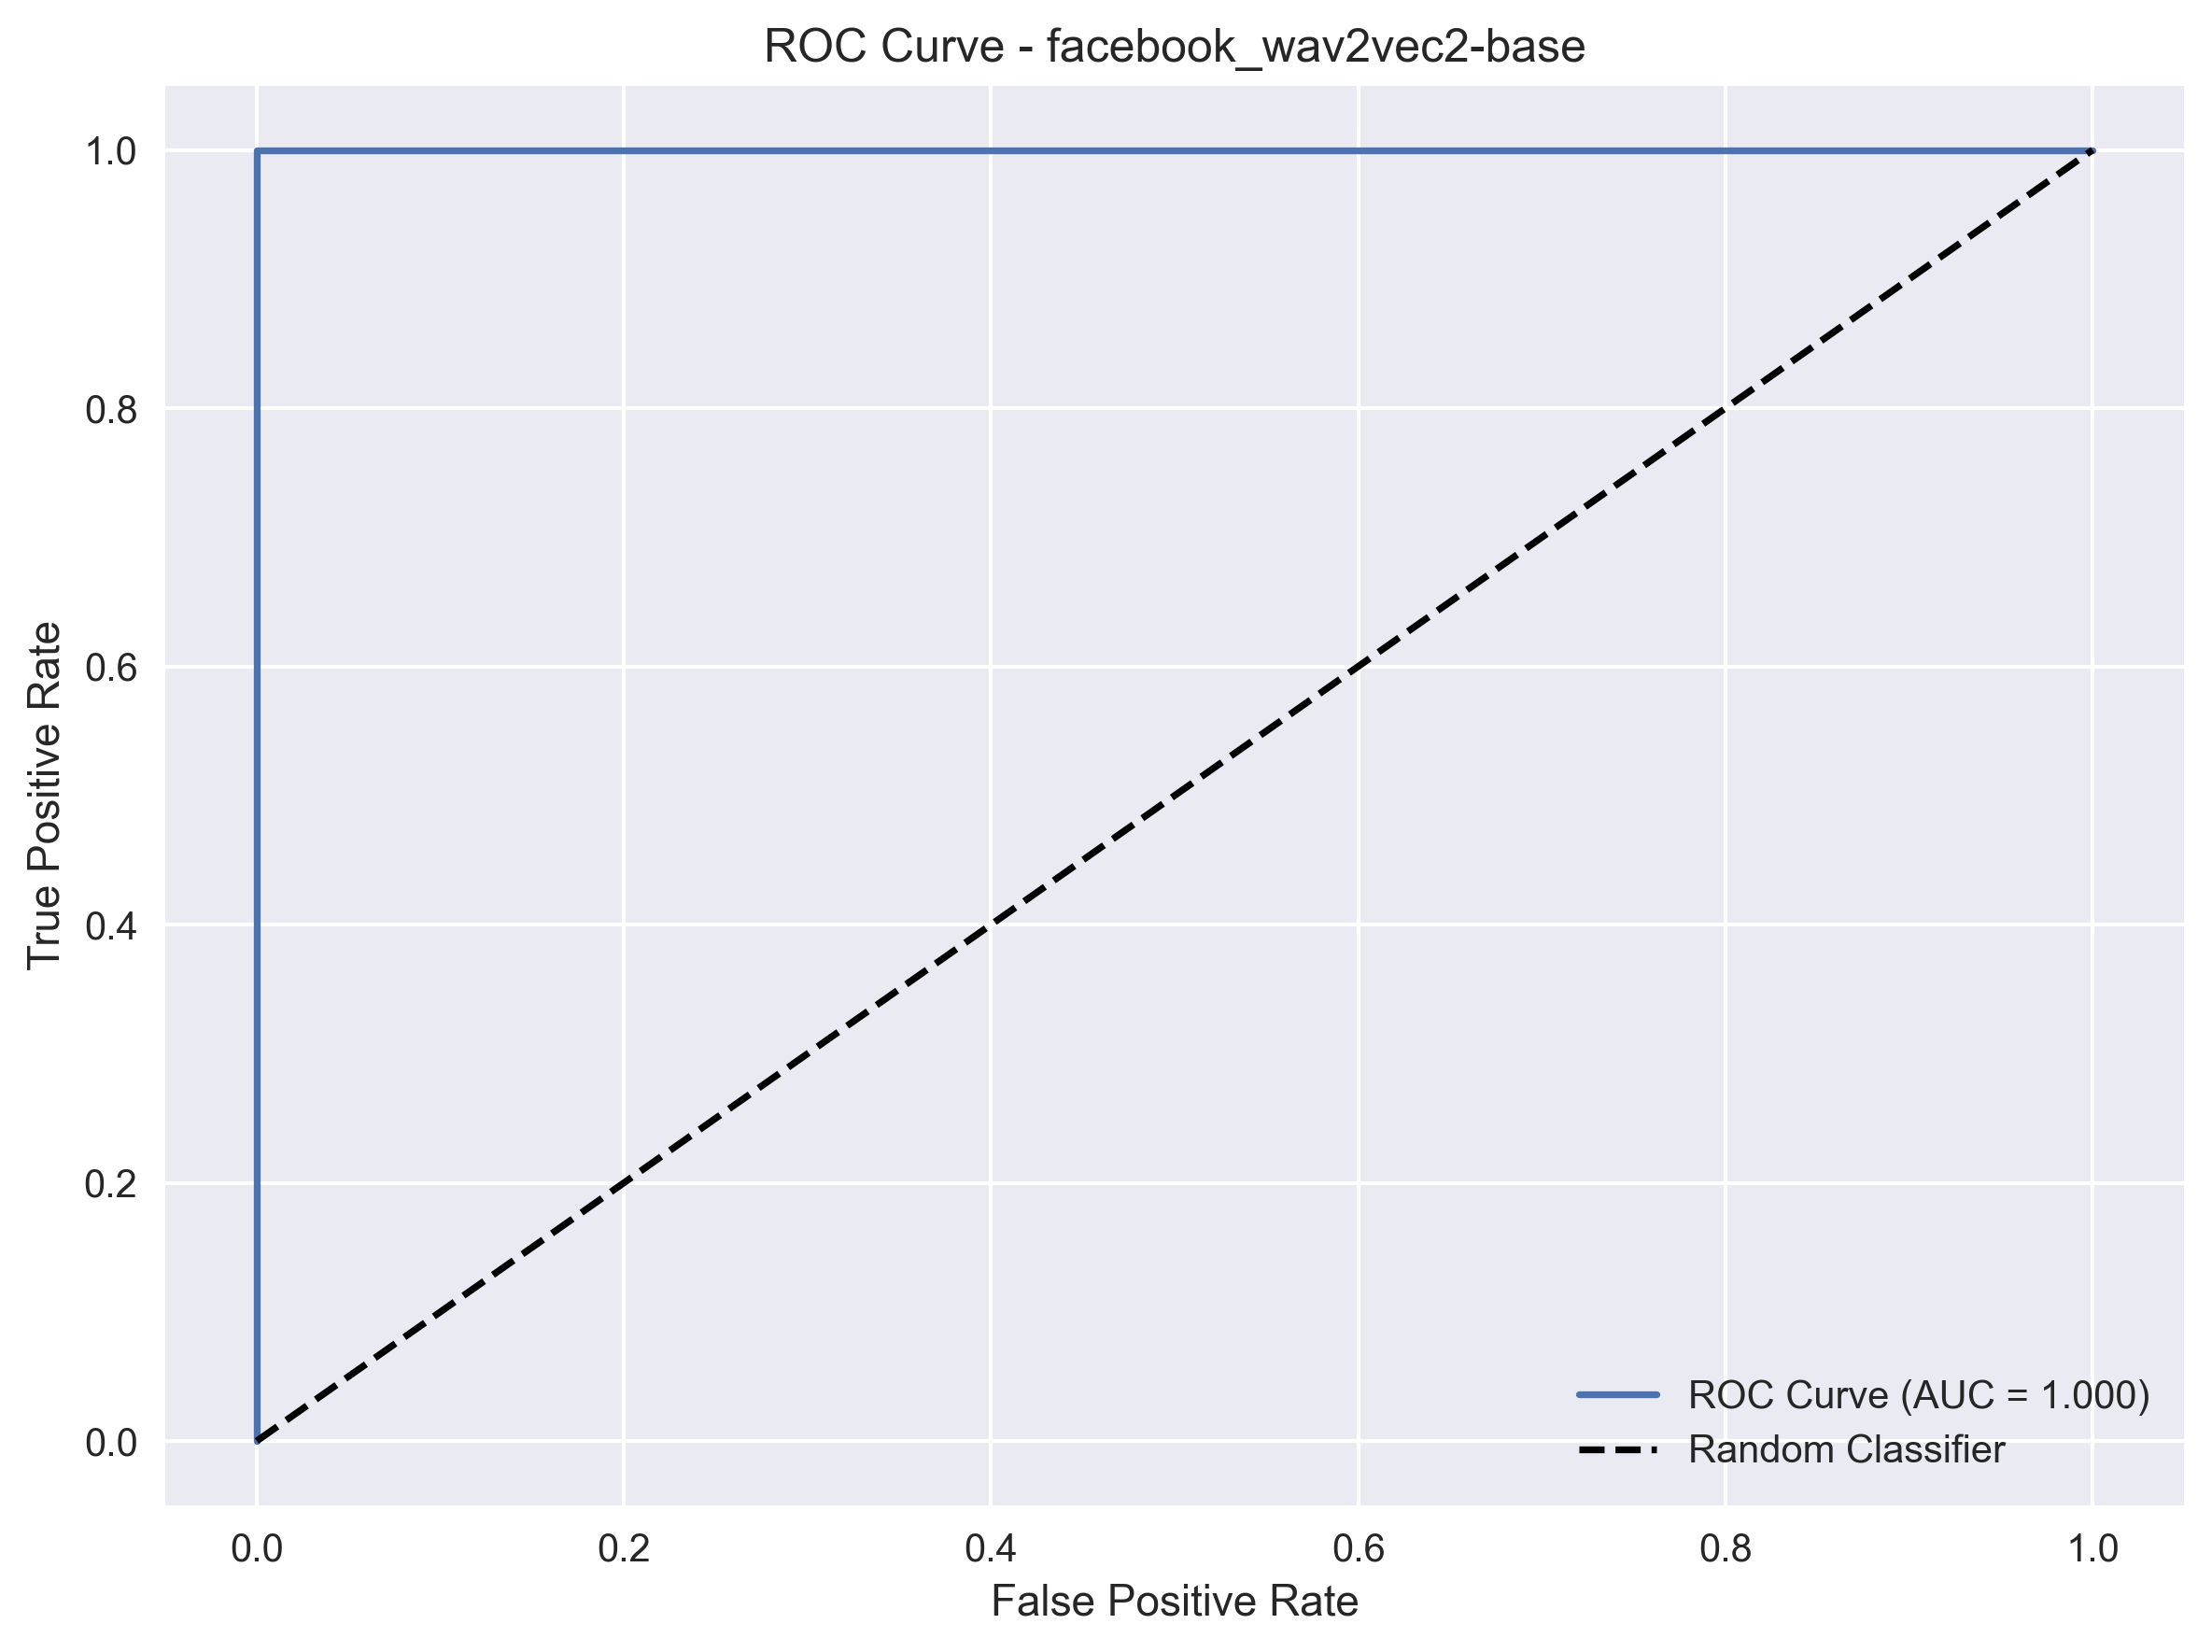 ROC Curve - facebook_wav2vec2-base
True Positive Rate
1.0
0.8
0.6
0.4
0.2
0.0
ROC Curve (AUC = 1.000)
Random Classifier
0.0 0.2 0.4 0.6 0.8 1.0
False Positive Rate